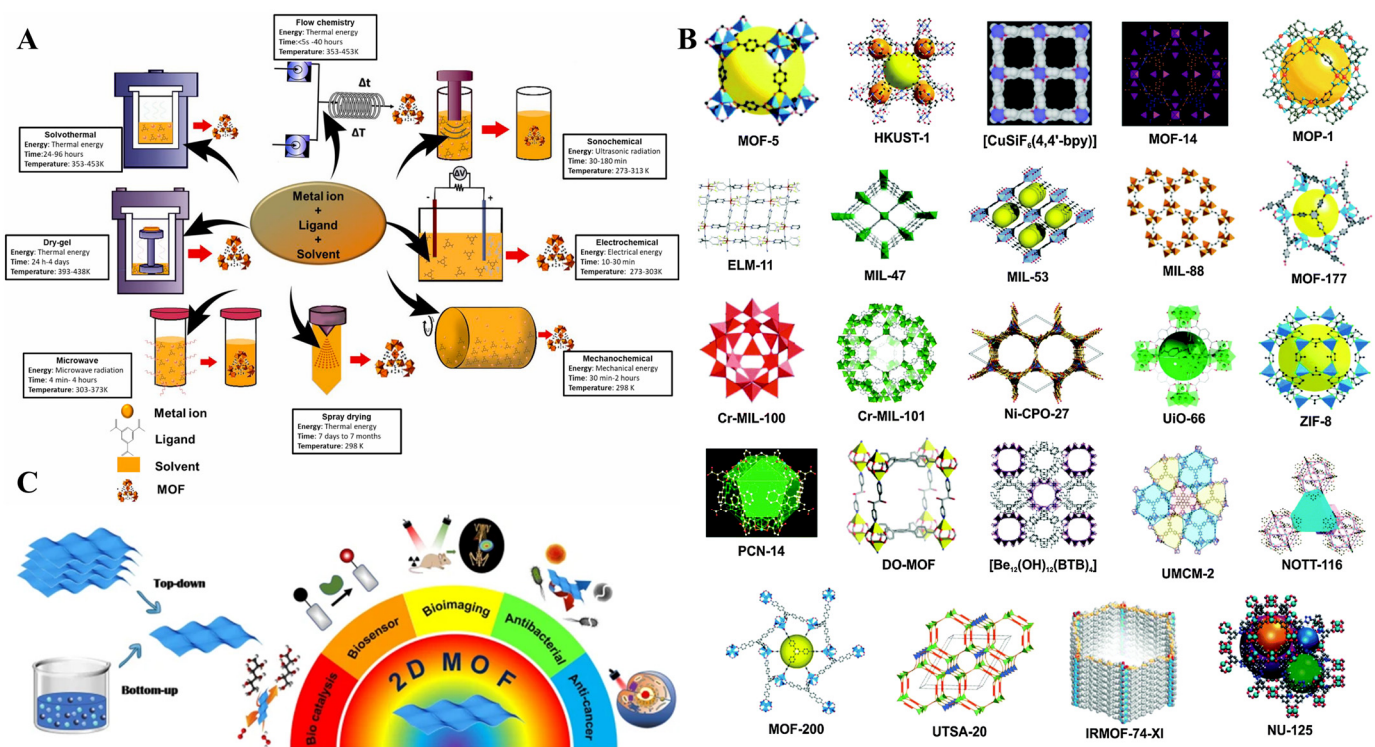 A
Flow chemistry
Energy: Thermal energy
Time:<5s -40 hours
Temperature: 353-453K
Δt
ΔT
Solvothermal
Energy: Thermal energy
Time:24-96 hours
Temperature: 353-453K
Sonochemical
Energy: Ultrasonic radiation
Time: 30-180 min
Temperature: 273-313 K
Metal ion
+
Ligand
+
Solvent
ΔV
-
+
Dry-gel
Energy: Thermal energy
Time: 24 h-4 days
Temperature: 393-438K
Electrochemical
Energy: Electrical energy
Time: 10-30 min
Temperature: 273-303K
Microwave
Energy: Microwave radiation
Time: 4 min- 4 hours
Temperature: 303-373K
Mechanochemical
Energy: Mechanical energy
Time: 30 min-2 hours
Temperature: 298 K
Spray drying
Energy: Thermal energy
Time: 7 days to 7 months
Temperature: 298 K
Metal ion
Ligand
Solvent
MOF
B
MOF-5
HKUST-1
[CuSiF₆(4,4'-bpy)]
MOF-14
MOP-1
ELM-11
MIL-47
MIL-53
MIL-88
MOF-177
Cr-MIL-100
Cr-MIL-101
Ni-CPO-27
UiO-66
ZIF-8
PCN-14
DO-MOF
[Be₁₂(OH)₁₂(BTB)₄]
UMCM-2
NOTT-116
MOF-200
UTSA-20
IRMOF-74-XI
NU-125
C
Top-down
Bottom-up
Bio catalysis
Biosensor
Bioimaging
Antibacterial
Anti-cancer
2D MOF